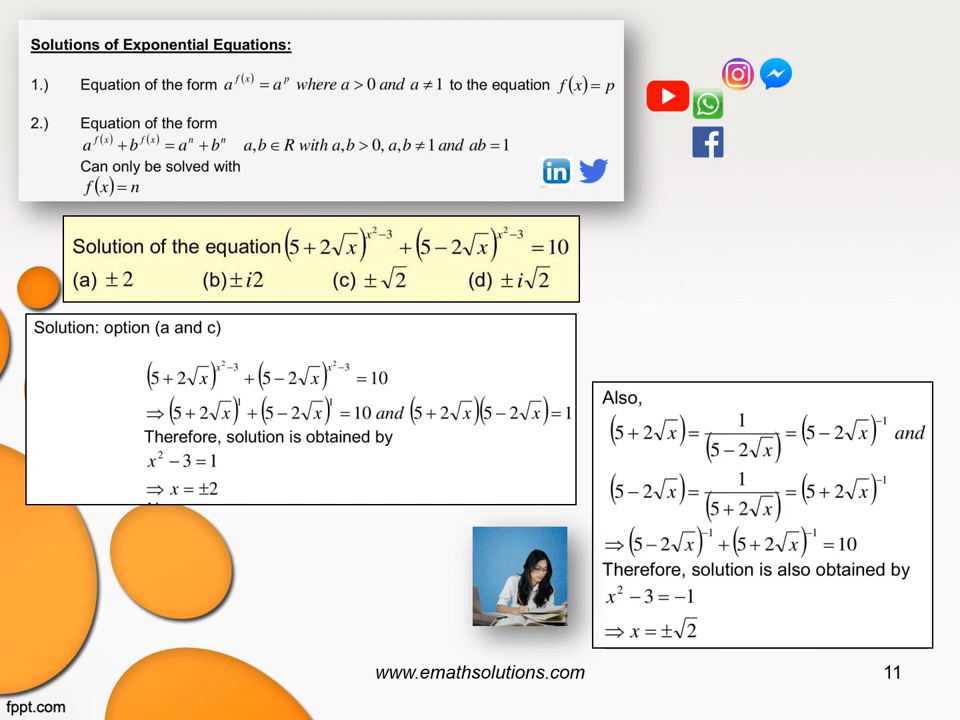 Solutions of Exponential Equations:
1.) Equation of the form a^{f(x)} = a^p where a > 0 and a ≠ 1 to the equation f(x) = p
2.) Equation of the form
a^{f(x)} + b^{f(x)} = a^n + b^n a,b ∈ R with a,b > 0, a,b ≠ 1 and ab = 1
Can only be solved with
f(x) = n
in
f
Solution of the equation (5 + 2√x)^{x²−3} + (5 − 2√x)^{x²−3} = 10
(a) ± 2 (b) ± i2 (c) ± √2 (d) ± i√2
Solution: option (a and c)
(5 + 2√x)^{x²−3} + (5 − 2√x)^{x²−3} = 10
⇒ (5 + 2√x)^1 + (5 − 2√x)^1 = 10 and (5 + 2√x)(5 − 2√x) = 1
Therefore, solution is obtained by
x² − 3 = 1
⇒ x = ±2
Also,
(5 + 2√x) = 1/(5 − 2√x) = (5 − 2√x)^{−1} and
(5 − 2√x) = 1/(5 + 2√x) = (5 + 2√x)^{−1}
⇒ (5 − 2√x)^{−1} + (5 + 2√x)^{−1} = 10
Therefore, solution is also obtained by
x² − 3 = −1
⇒ x = ±√2
www.emathsolutions.com
11
fppt.com